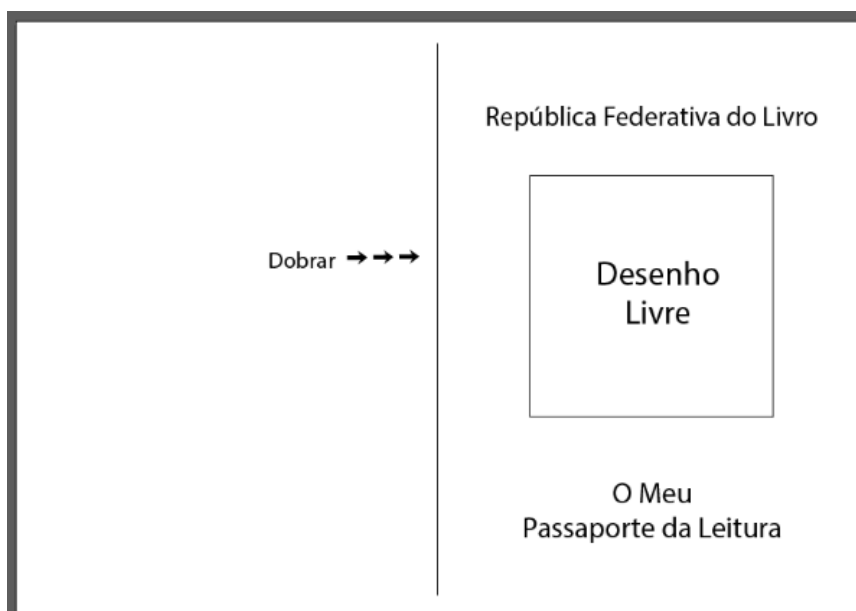 República Federativa do Livro
Dobrar
Desenho
Livre
O Meu
Passaporte da Leitura